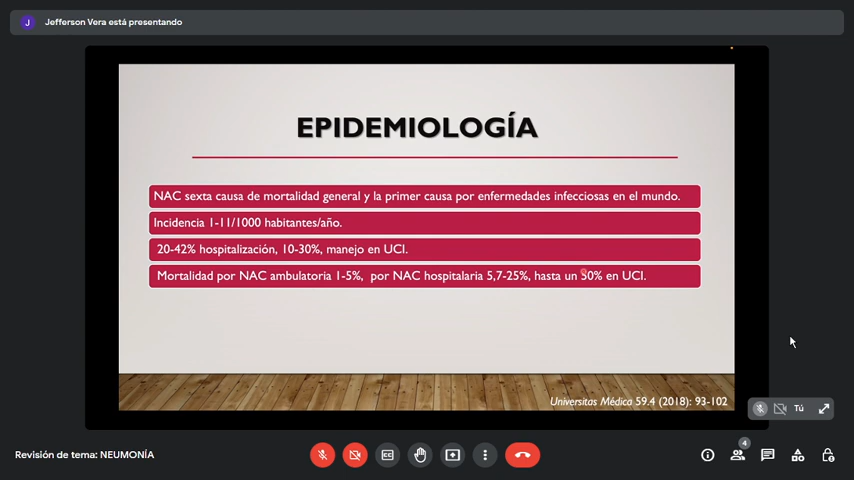 J
Jefferson Vera está presentando
EPIDEMIOLOGÍA
NAC sexta causa de mortalidad general y la primer causa por enfermedades infecciosas en el mundo.
Incidencia 1-11/1000 habitantes/año.
20-42% hospitalización, 10-30%, manejo en UCI.
Mortalidad por NAC ambulatoria 1-5%, por NAC hospitalaria 5,7-25%, hasta un 50% en UCI.
Universitas Médica 59.4 (2018): 93-102
Tú
Revisión de tema: NEUMONÍA
CC
4